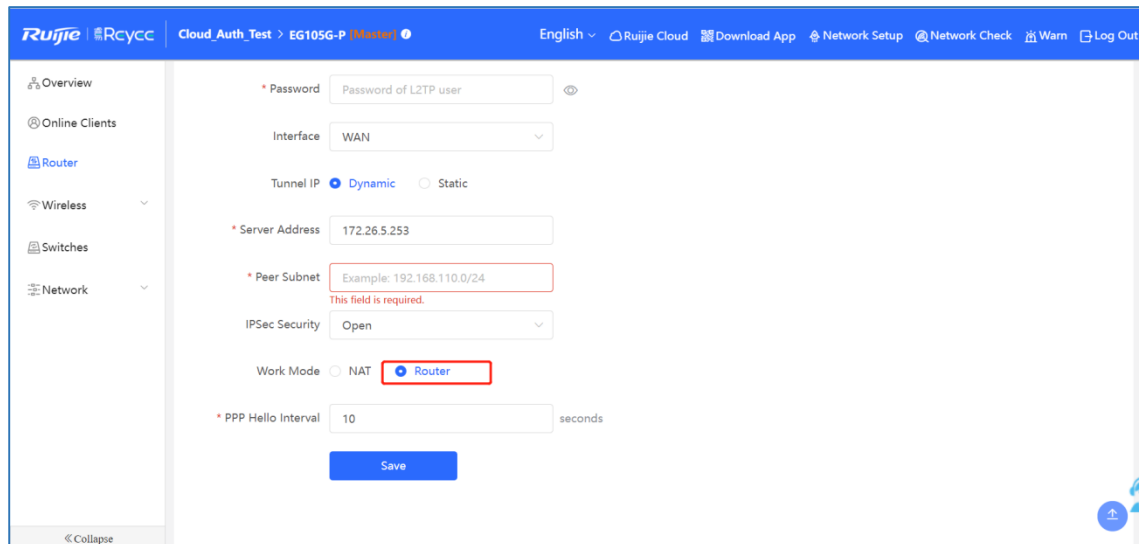 Ruijie Rcycc Cloud_Auth_Test > EG105G-P [Master] English Ruijie Cloud Download App Network Setup Network Check Warn Log Out
Overview
Online Clients
Router
Wireless
Switches
Network
Collapse
* Password Password of L2TP user
Interface WAN
Tunnel IP Dynamic Static
* Server Address 172.26.5.253
* Peer Subnet Example: 192.168.110.0/24
This field is required.
IPSec Security Open
Work Mode NAT Router
* PPP Hello Interval 10 seconds
Save